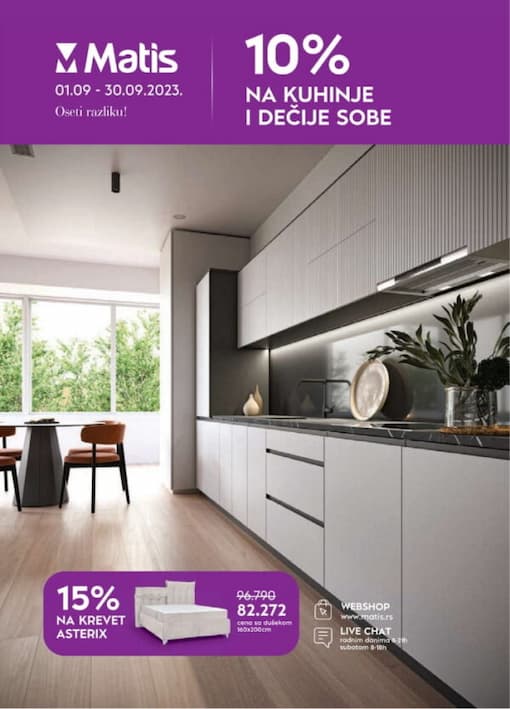 Matis
01.09 - 30.09.2023.
Oseti razliku!
10%
NA KUHINJE
I DEČIJE SOBE
15%
NA KREVET
ASTERIX
96.790
82.272
cena sa dušekom
160x200cm
WEBSHOP
www.matis.rs
LIVE CHAT
radnim danima 8-21h
subotom 8-18h